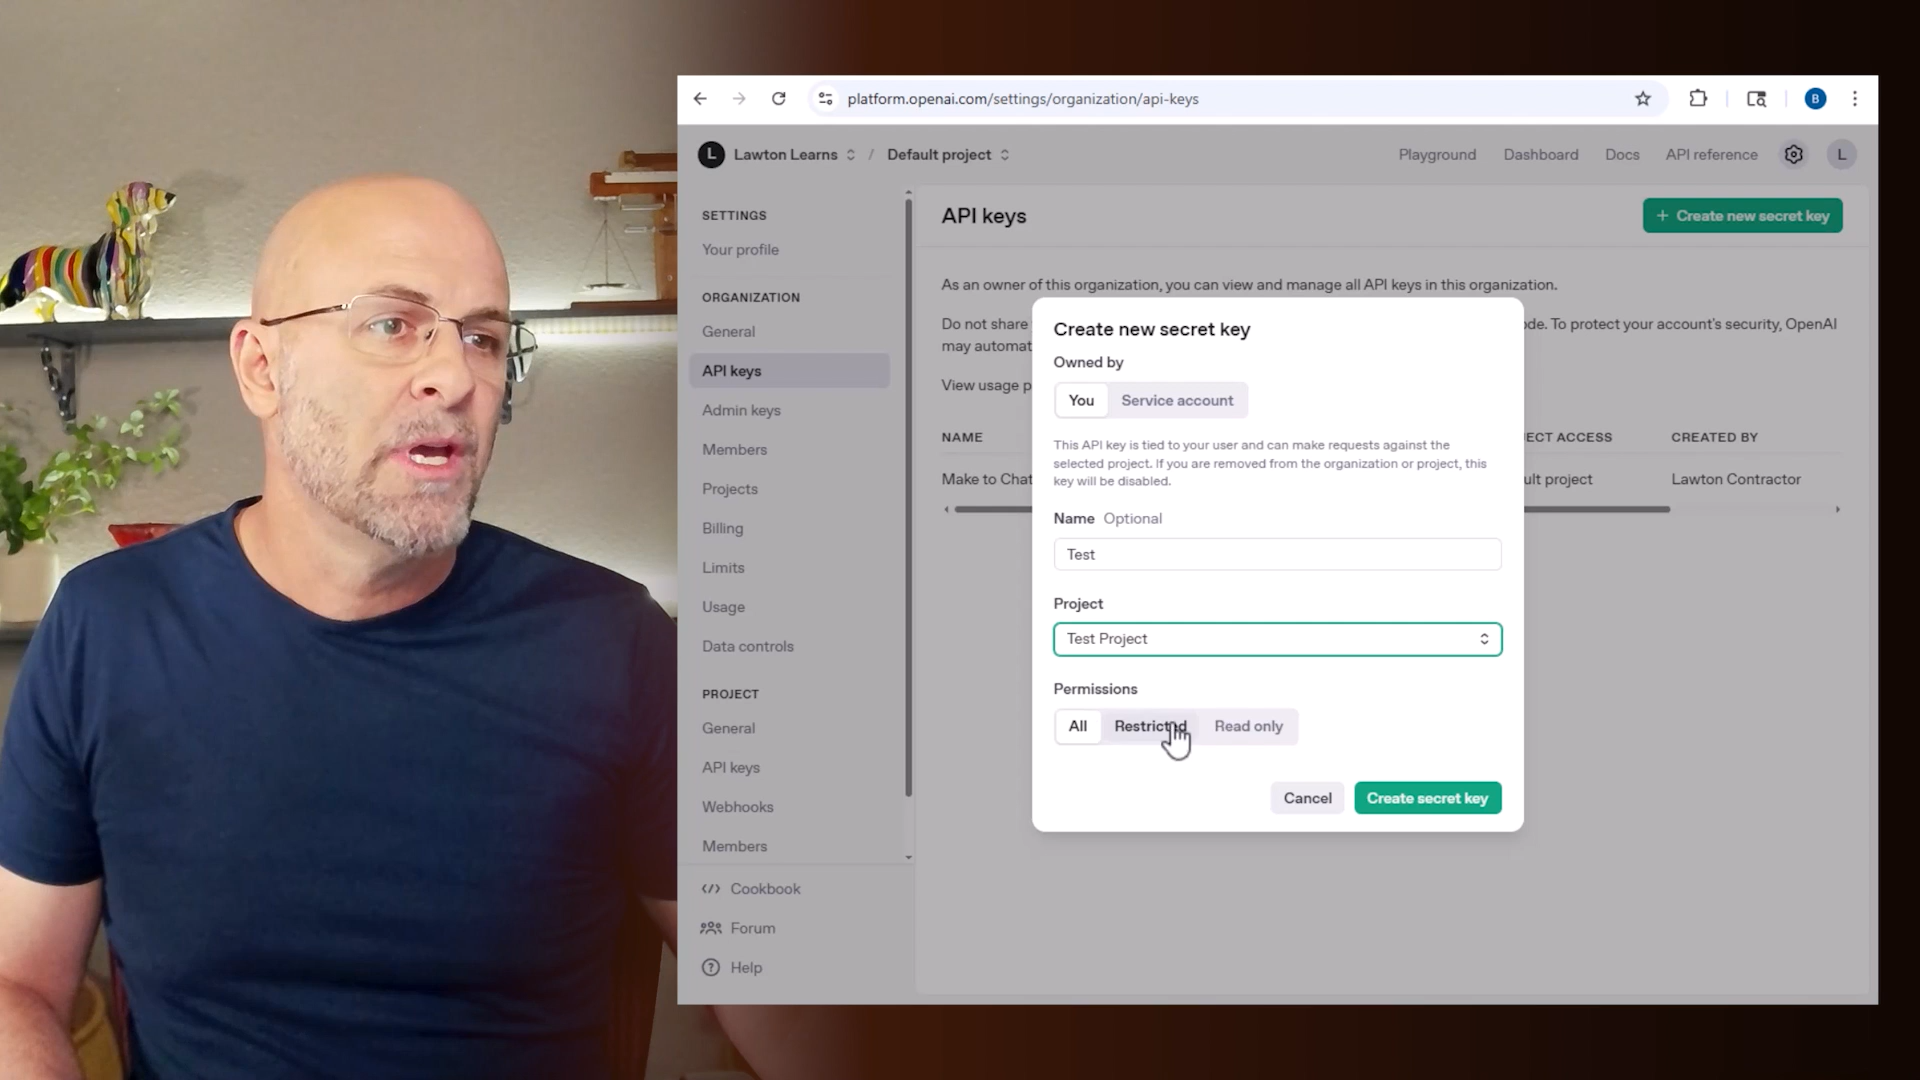 platform.openai.com/settings/organization/api-keys
B
L Lawton Learns / Default project
Playground Dashboard Docs API reference L
SETTINGS
Your profile
ORGANIZATION
General
API keys
Admin keys
Members
Projects
Billing
Limits
Usage
Data controls
PROJECT
General
API keys
Webhooks
Members
Cookbook
Forum
Help
API keys
+ Create new secret key
As an owner of this organization, you can view and manage all API keys in this organization.
Do not share
ode. To protect your account's security, OpenAI
may automat
View usage p
NAME
ECT ACCESS
CREATED BY
Make to Chat
ult project
Lawton Contractor
Create new secret key
Owned by
You Service account
This API key is tied to your user and can make requests against the
selected project. If you are removed from the organization or project, this
key will be disabled.
Name Optional
Test
Project
Test Project
Permissions
All Restricted Read only
Cancel Create secret key